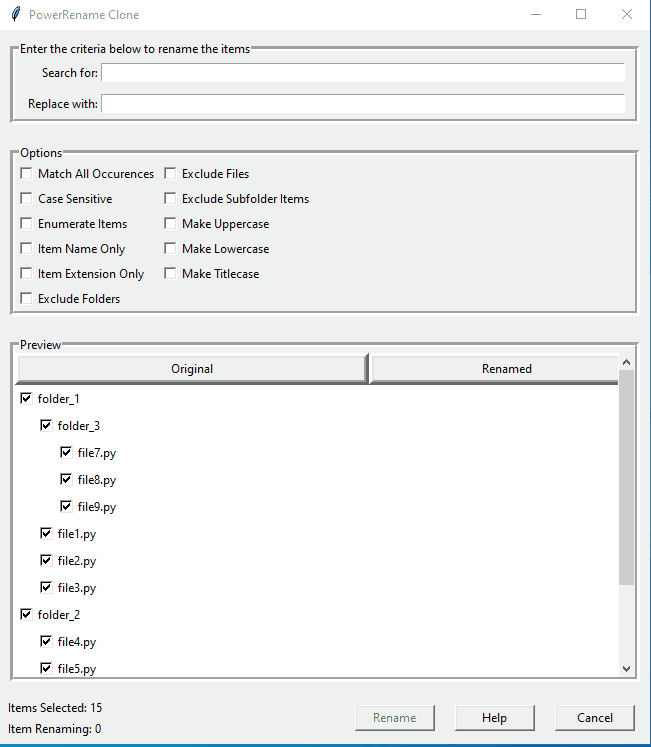 PowerRename Clone
Enter the criteria below to rename the items
Search for:
Replace with:
Options
Match All Occurences Exclude Files
Case Sensitive Exclude Subfolder Items
Enumerate Items Make Uppercase
Item Name Only Make Lowercase
Item Extension Only Make Titlecase
Exclude Folders
Preview
Original Renamed
folder_1
folder_3
file7.py
file8.py
file9.py
file1.py
file2.py
file3.py
folder_2
file4.py
file5.py
Items Selected: 15
Item Renaming: 0
Rename Help Cancel